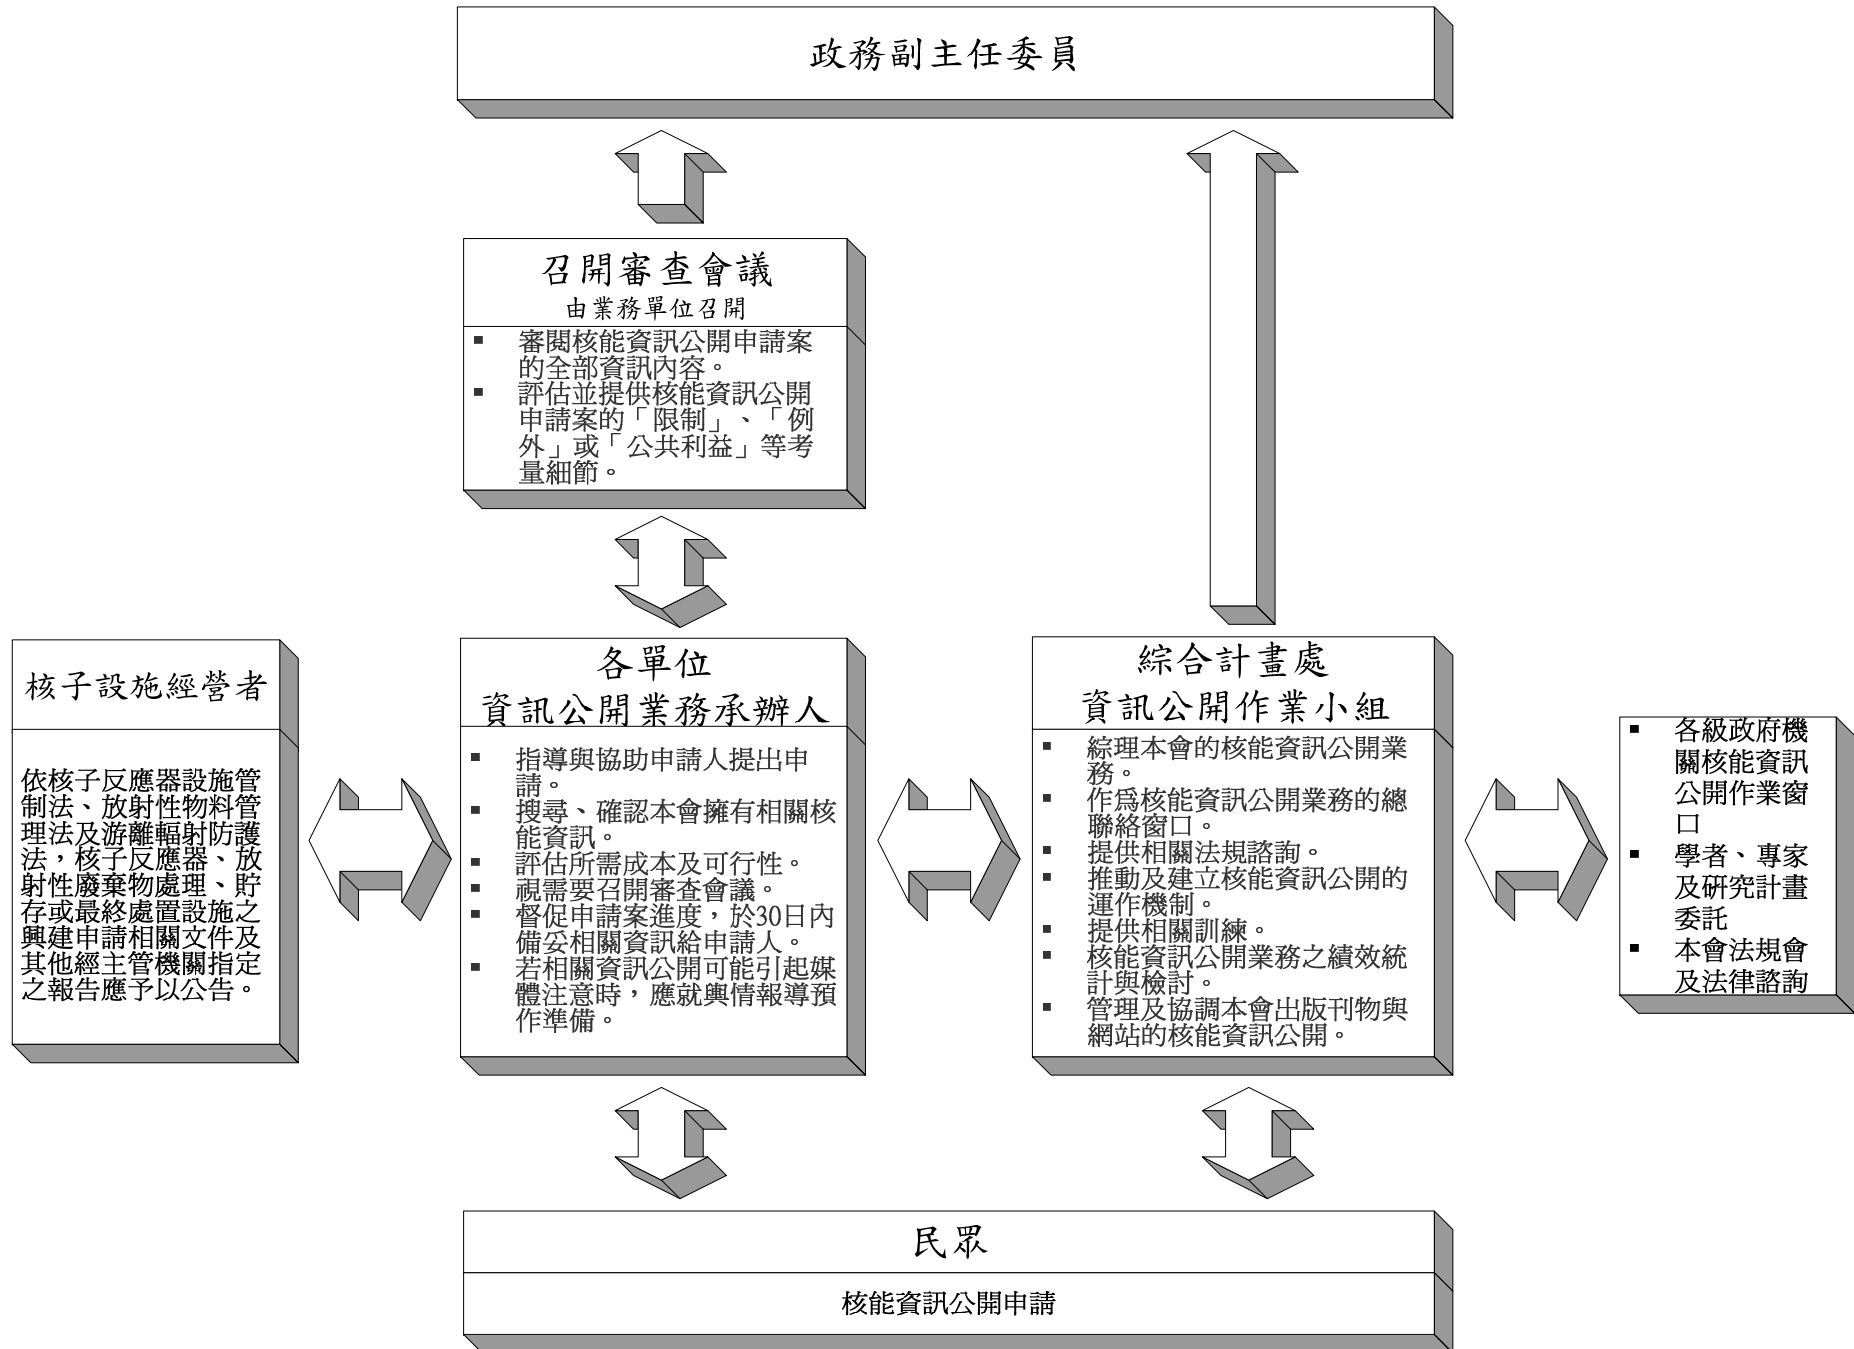 政務副主任委員
召開審查會議
由業務單位召開
▪ 審閱核能資訊公開申請案
的全部資訊內容。
▪ 評估並提供核能資訊公開
申請案的「限制」、「例
外」或「公共利益」等考
量細節。
核子設施經營者
依核子反應器設施管
制法、放射性物料管
理法及游離輻射防護
法，核子反應器、放
射性廢棄物處理、貯
存或最終處置設施之
興建申請相關文件及
其他經主管機關指定
之報告應予以公告。
各單位
資訊公開業務承辦人
▪ 指導與協助申請人提出申
請。
▪ 搜尋、確認本會擁有相關核
能資訊。
▪ 評估所需成本及可行性。
▪ 視需要召開審查會議。
▪ 督促申請案進度，於30日內
備妥相關資訊給申請人。
▪ 若相關資訊公開可能引起媒
體注意時，應就輿情報導預
作準備。
綜合計畫處
資訊公開作業小組
▪ 綜理本會的核能資訊公開業
務。
▪ 作為核能資訊公開業務的總
聯絡窗口。
▪ 提供相關法規諮詢。
▪ 推動及建立核能資訊公開的
運作機制。
▪ 提供相關訓練。
▪ 核能資訊公開業務之績效統
計與檢討。
▪ 管理及協調本會出版刊物與
網站的核能資訊公開。
▪ 各級政府機
關核能資訊
公開作業窗
口
▪ 學者、專家
及研究計畫
委託
▪ 本會法規會
及法律諮詢
民眾
核能資訊公開申請